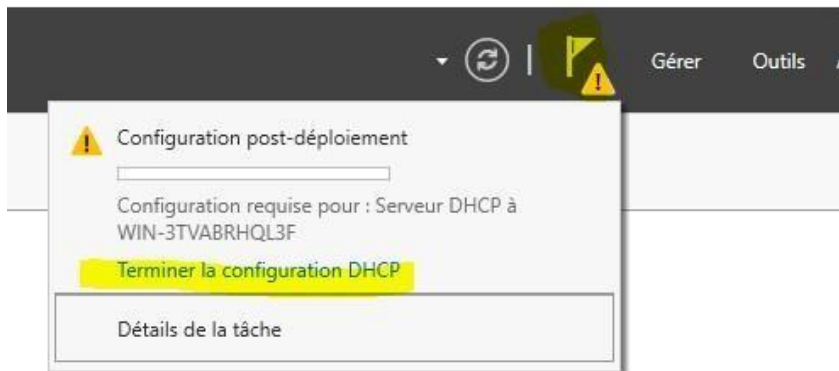 Gérer Outils
Configuration post-déploiement
Configuration requise pour : Serveur DHCP à
WIN-3TVABRHQL3F
Terminer la configuration DHCP
Détails de la tâche